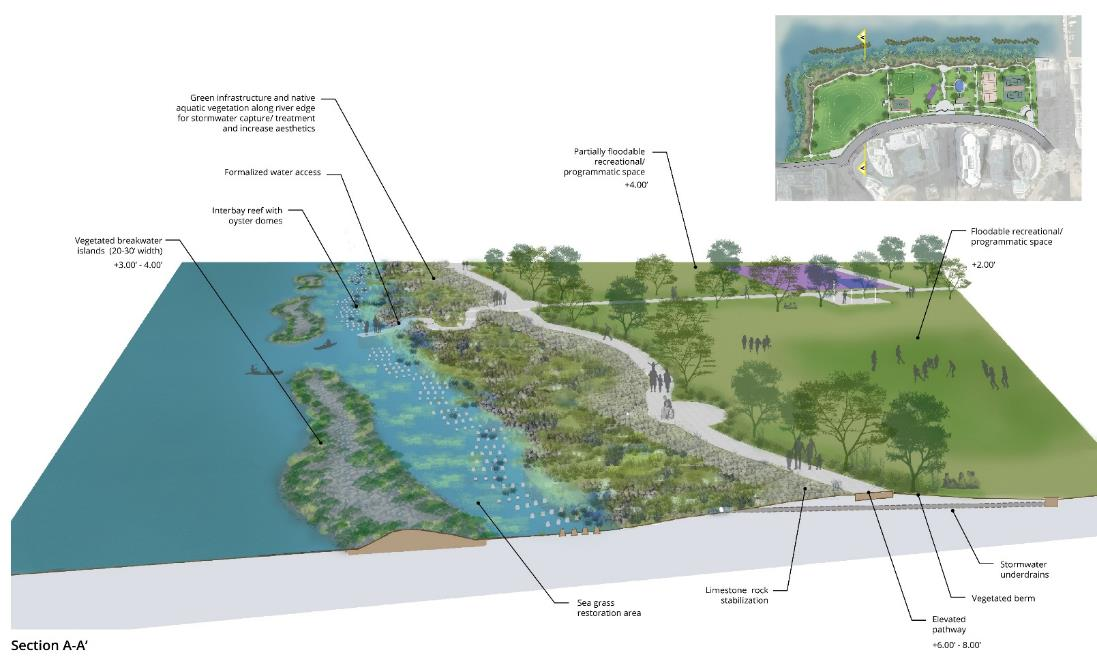 Green infrastructure and native
aquatic vegetation along river edge
for stormwater capture/ treatment
and increase aesthetics
Formalized water access
Interbay reef with
oyster domes
Vegetated breakwater
islands (20-30' width)
+3.00' - 4.00'
Partially floodable
recreational/
programmatic space
+4.00'
Floodable recreational/
programmatic space
+2.00'
Sea grass
restoration area
Limestone rock
stabilization
Stormwater
underdrains
Vegetated berm
Elevated
pathway
+6.00' - 8.00'
Section A-A'